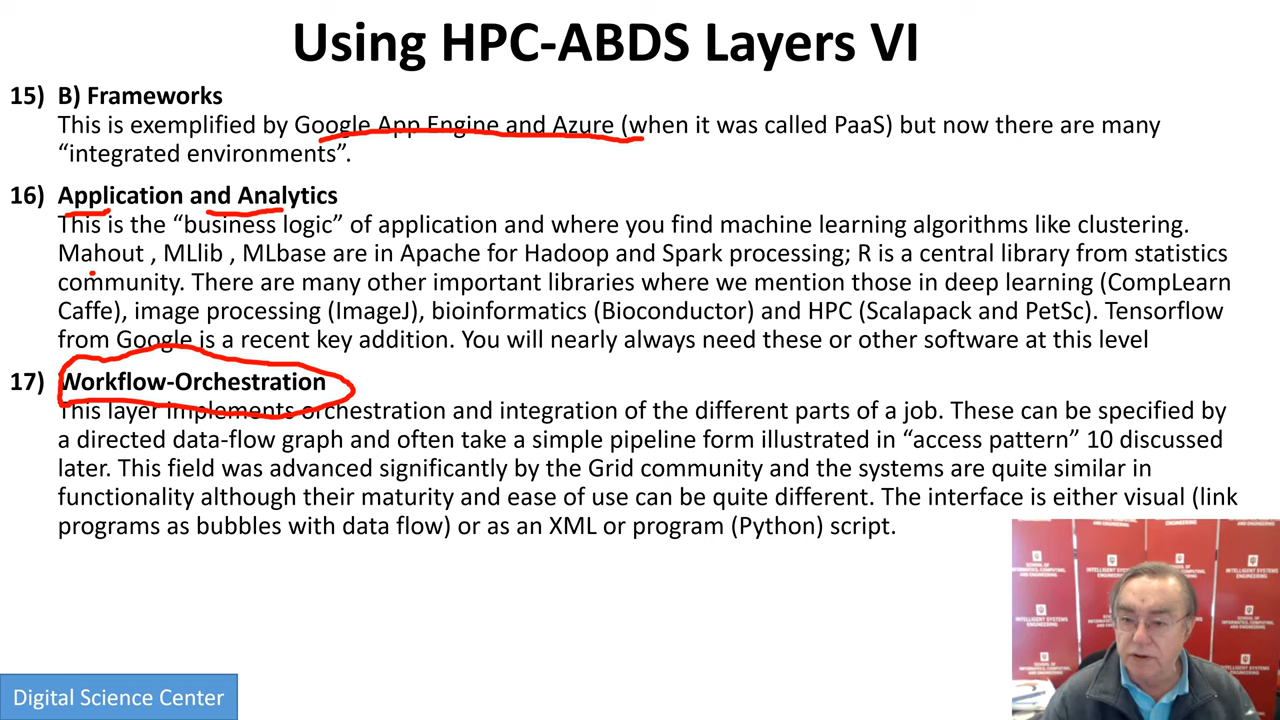 Using HPC-ABDS Layers VI
15) B) Frameworks
This is exemplified by Google App Engine and Azure (when it was called PaaS) but now there are many
“integrated environments”.
16) Application and Analytics
This is the “business logic” of application and where you find machine learning algorithms like clustering.
Mahout , MLlib , MLbase are in Apache for Hadoop and Spark processing; R is a central library from statistics
community. There are many other important libraries where we mention those in deep learning (CompLearn
Caffe), image processing (ImageJ), bioinformatics (Bioconductor) and HPC (Scalapack and PetSc). Tensorflow
from Google is a recent key addition. You will nearly always need these or other software at this level
17) Workflow-Orchestration
This layer implements orchestration and integration of the different parts of a job. These can be specified by
a directed data-flow graph and often take a simple pipeline form illustrated in “access pattern” 10 discussed
later. This field was advanced significantly by the Grid community and the systems are quite similar in
functionality although their maturity and ease of use can be quite different. The interface is either visual (link
programs as bubbles with data flow) or as an XML or program (Python) script.
SCHOOL OF
INFORMATICS, COMPUTING,
AND ENGINEERING
INTELLIGENT SYSTEMS
ENGINEERING
Digital Science Center